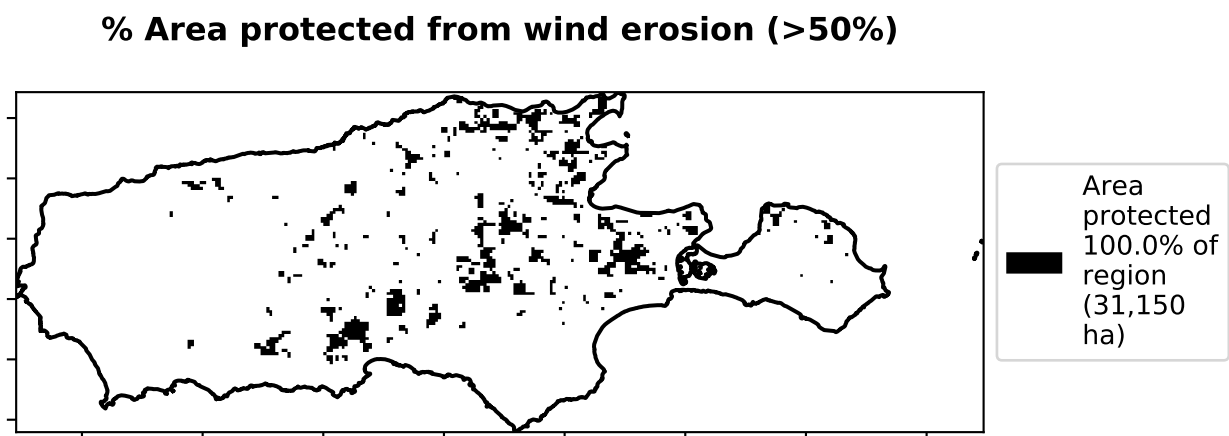 % Area protected from wind erosion (>50%)
Area
protected
100.0% of
region
(31,150
ha)